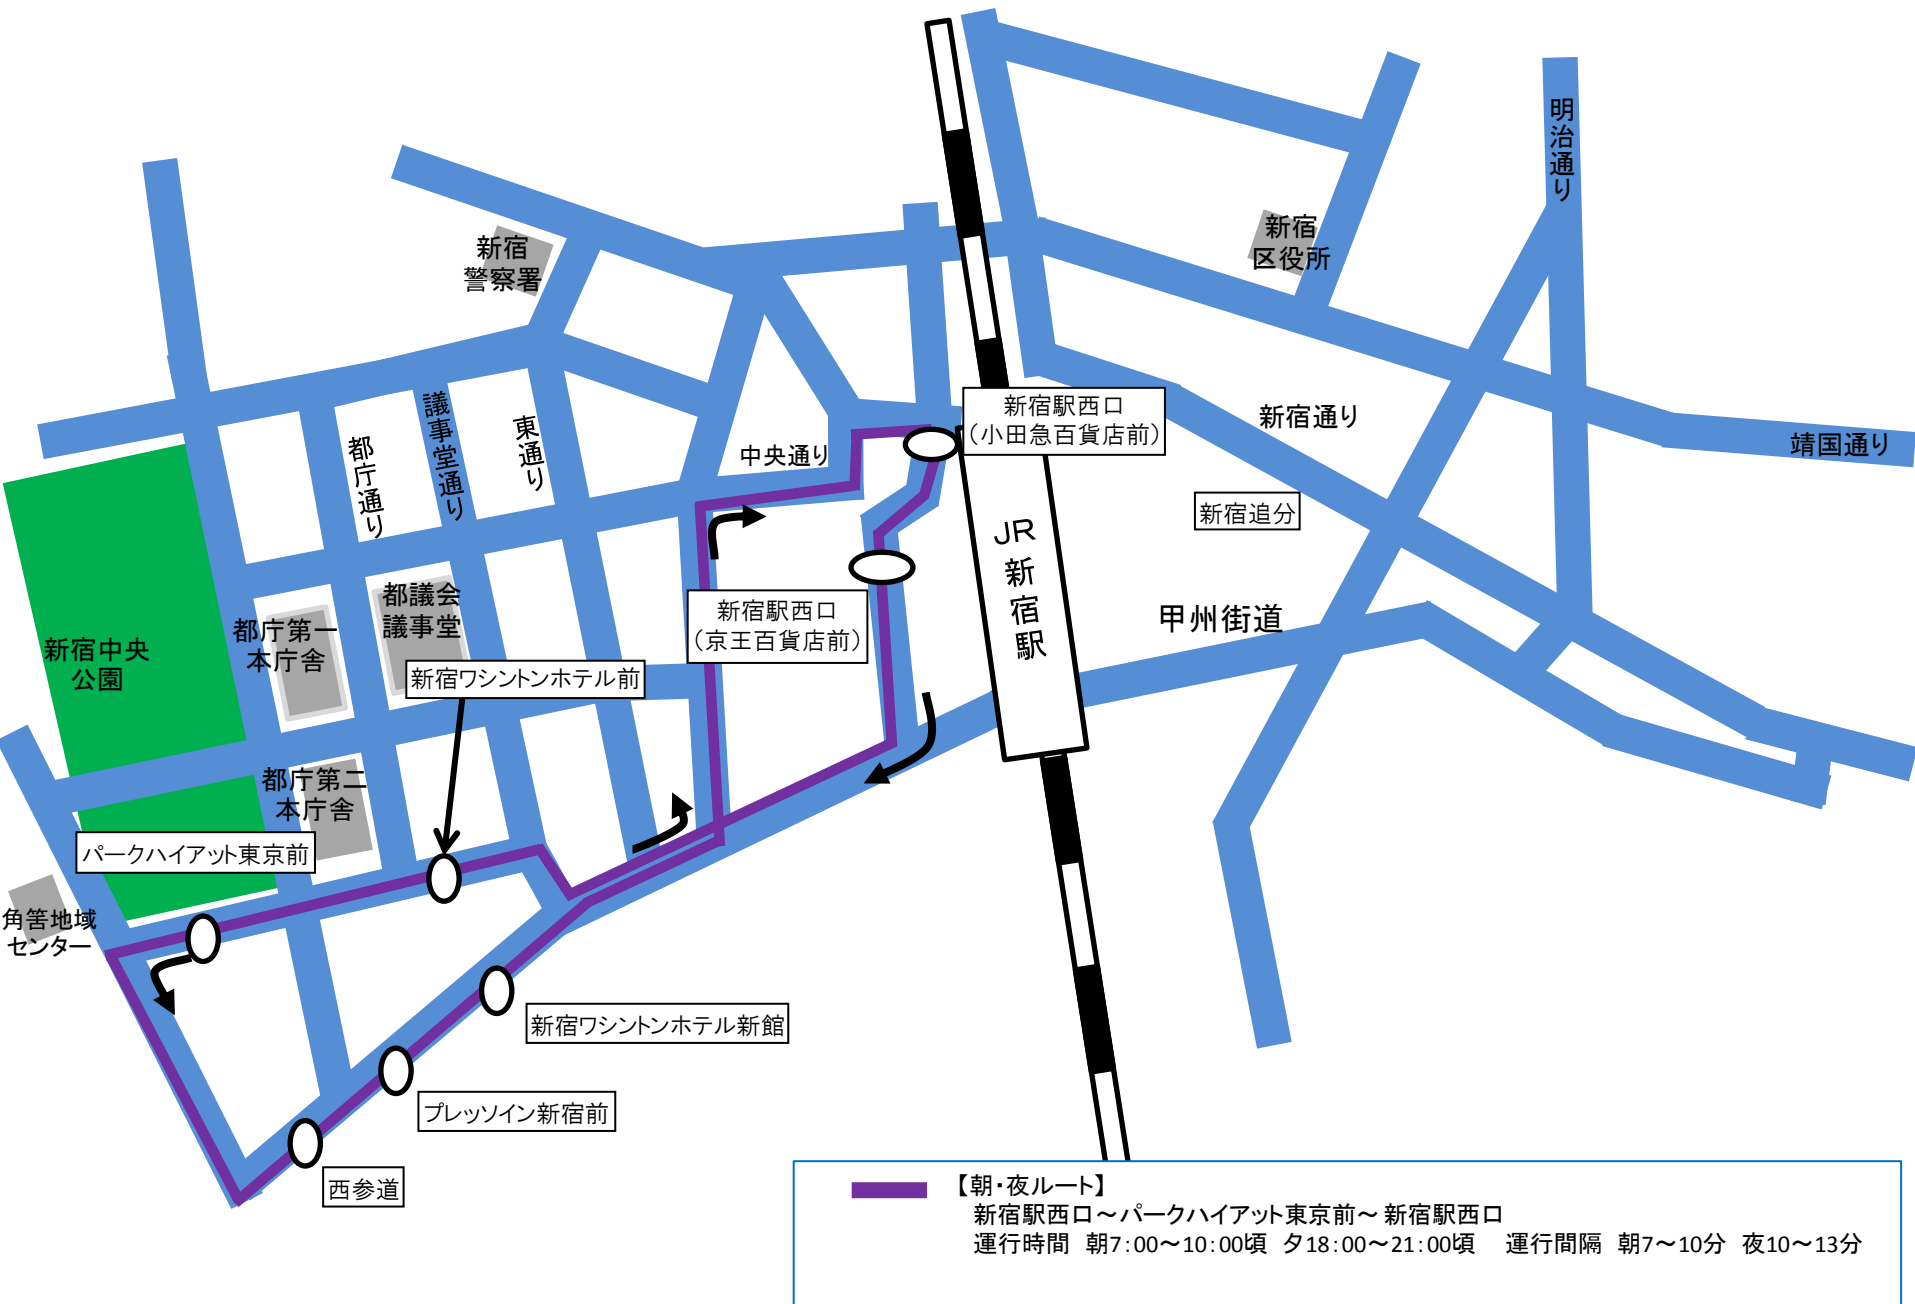 明治通り
新宿
警察署
新宿
区役所
議事堂通り
東通り
都庁通り
中央通り
新宿駅西口
（小田急百貨店前）
新宿通り
靖国通り
新宿追分
JR新宿駅
甲州街道
新宿駅西口
（京王百貨店前）
都議会
議事堂
都庁第一
本庁舎
新宿中央
公園
新宿ワシントンホテル前
都庁第二
本庁舎
パークハイアット東京前
角筈地域
センター
新宿ワシントンホテル新館
プレッソイン新宿前
西参道
【朝・夜ルート】
新宿駅西口～パークハイアット東京前～新宿駅西口
運行時間 朝7:00～10:00頃 夕18:00～21:00頃 運行間隔 朝7～10分 夜10～13分